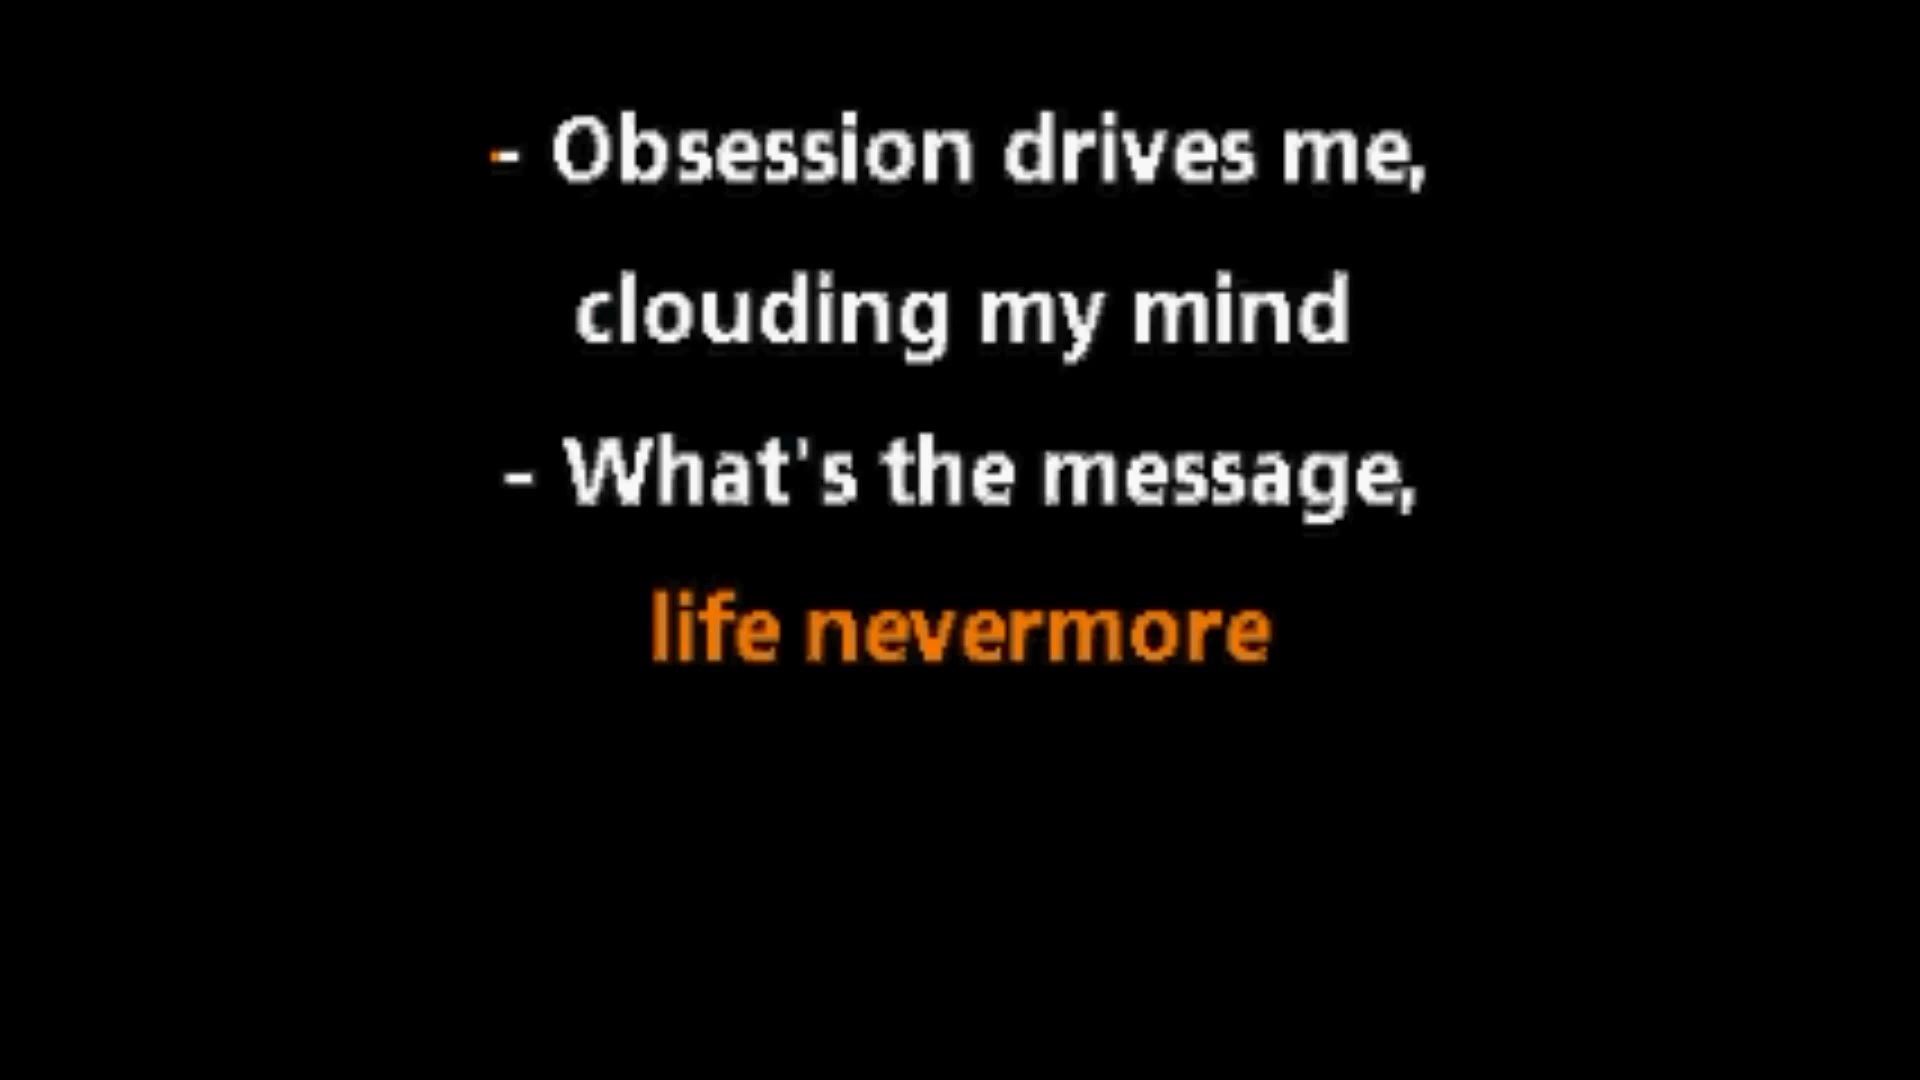 - Obsession drives me,
clouding my mind
- What's the message,
life nevermore